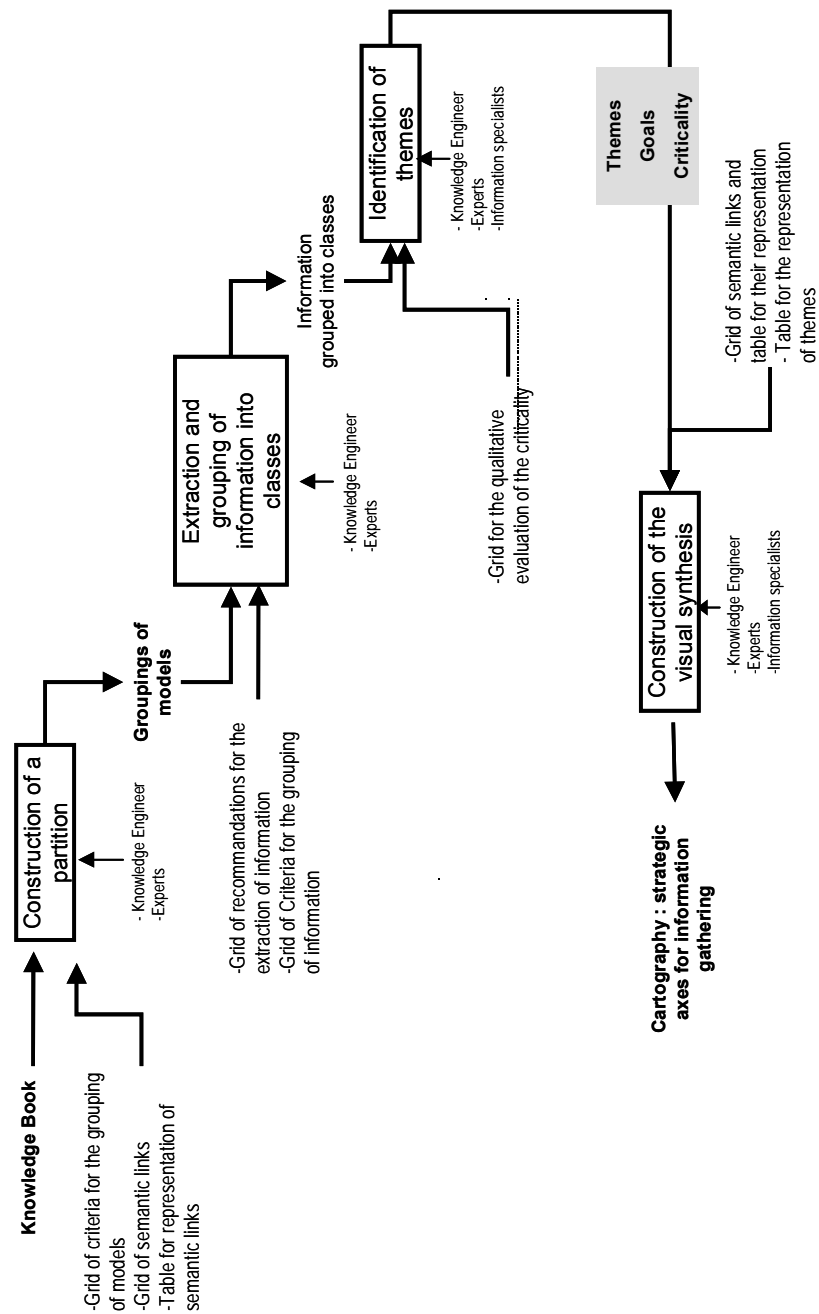 Knowledge Book
-Grid of criteria for the grouping
of models
-Grid of semantic links
-Table for representation of
semantic links
Construction of a
partition
- Knowledge Engineer
-Experts
Groupings of
models
-Grid of recommandations for the
extraction of information
-Grid of Criteria for the grouping
of information
Extraction and
grouping of
information into
classes
- Knowledge Engineer
-Experts
Information
grouped into classes
-Grid for the qualitative
evaluation of the criticality
Identification of
themes
- Knowledge Engineer
-Experts
-Information specialists
Themes
Goals
Criticality
-Grid of semantic links and
table for their representation
- Table for the representation
of themes
Construction of the
visual synthesis
- Knowledge Engineer
-Experts
-Information specialists
Cartography : strategic
axes for information
gathering